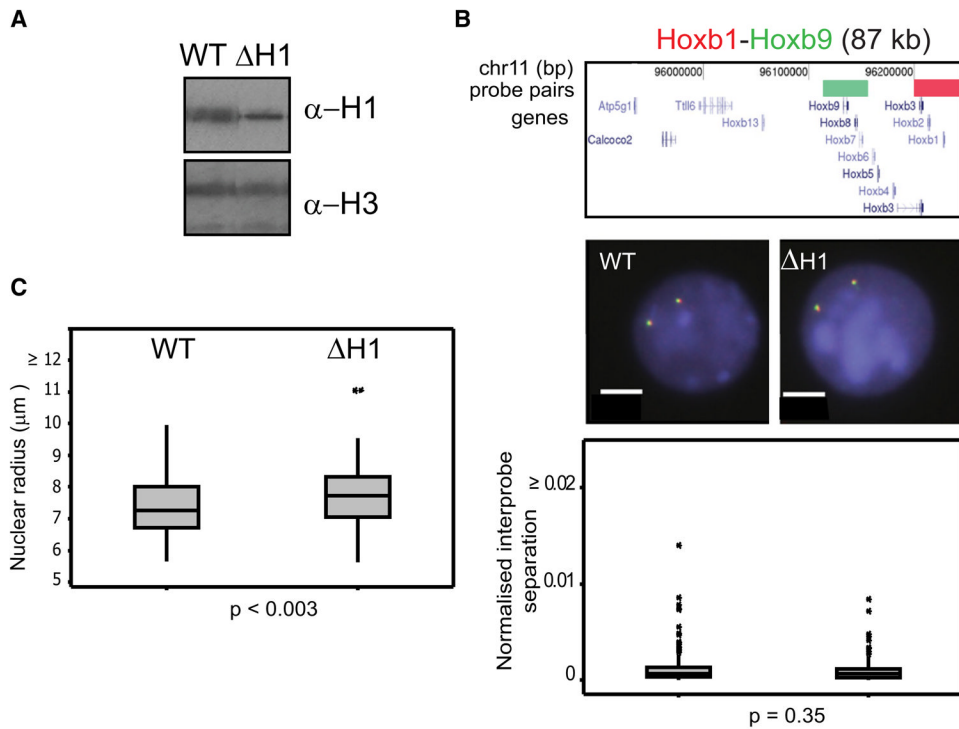 A
WT ΔH1
α–H1
α–H3
B
Hoxb1-Hoxb9 (87 kb)
chr11 (bp) 96000000 96100000 96200000
probe pairs
genes
Atp5g1 Ttll6 Hoxb9 Hoxb3
Hoxb13 Hoxb8 Hoxb2
Calcoco2 Hoxb7 Hoxb1
Hoxb6
Hoxb5
Hoxb4
Hoxb3
WT
ΔH1
C
WT ΔH1
Nuclear radius (μm)
≥ 12
11
10
9
8
7
6
5
p < 0.003
Normalised interprobe
separation
≥ 0.02
0.01
0
p = 0.35